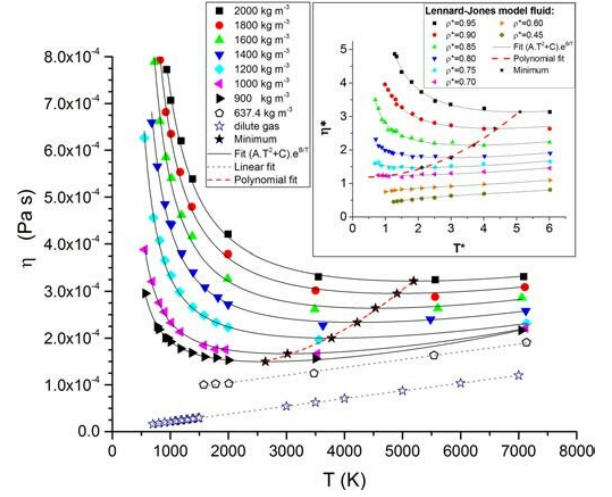 8.0x10⁻⁴
7.0x10⁻⁴
6.0x10⁻⁴
5.0x10⁻⁴
4.0x10⁻⁴
3.0x10⁻⁴
2.0x10⁻⁴
1.0x10⁻⁴
0.0
η (Pa s)
2000 kg m⁻³
1800 kg m⁻³
1600 kg m⁻³
1400 kg m⁻³
1200 kg m⁻³
1000 kg m⁻³
900 kg m⁻³
637.4 kg m⁻³
dilute gas
Minimum
Fit (A.T²+C).e^B/T
Linear fit
Polynomial fit
Lennard-Jones model fluid:
ρ*=0.95 ρ*=0.60
ρ*=0.90 ρ*=0.45
ρ*=0.85 Fit (A.T²+C).e^B/T
ρ*=0.80 Polynomial fit
ρ*=0.75 Minimum
ρ*=0.70
5
4
3
2
1
0
η*
0 1 2 3 4 5 6
T*
0 1000 2000 3000 4000 5000 6000 7000 8000
T (K)